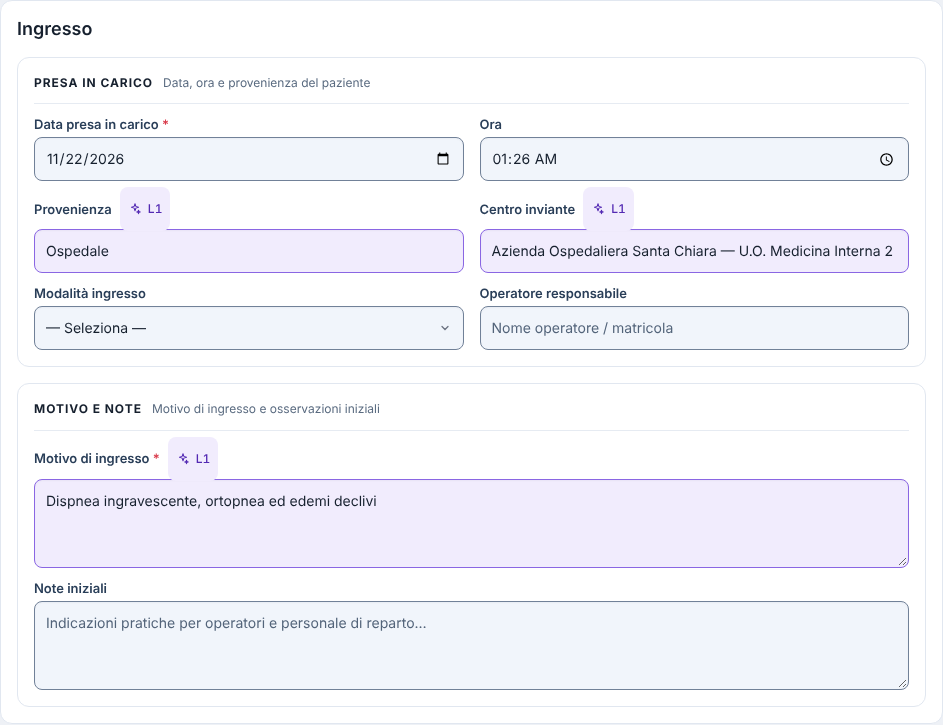 Ingresso
PRESA IN CARICO Data, ora e provenienza del paziente
Data presa in carico *
Ora
11/22/2026
01:26 AM
Provenienza L1
Centro inviante L1
Ospedale
Azienda Ospedaliera Santa Chiara — U.O. Medicina Interna 2
Modalità ingresso
Operatore responsabile
— Seleziona —
Nome operatore / matricola
MOTIVO E NOTE Motivo di ingresso e osservazioni iniziali
Motivo di ingresso * L1
Dispnea ingravescente, ortopnea ed edemi declivi
Note iniziali
Indicazioni pratiche per operatori e personale di reparto...